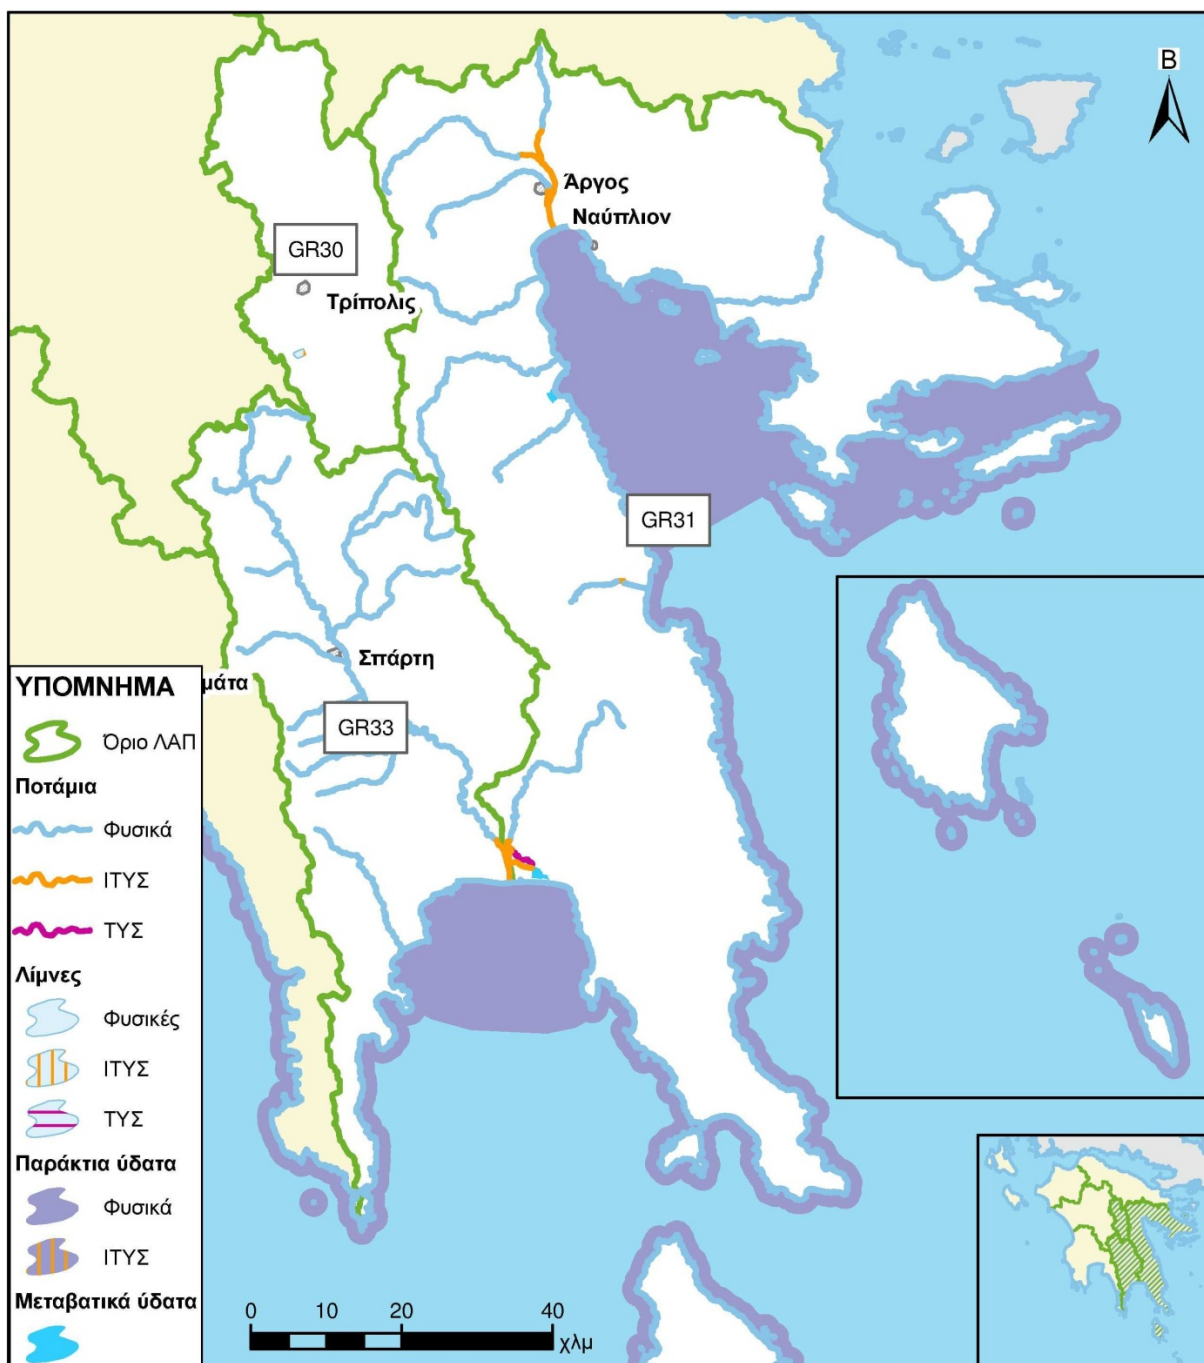 B
Άργος
Ναύπλιον
GR30
Τρίπολις
GR31
Σπάρτη
μάτα
GR33
ΥΠΟΜΝΗΜΑ
Όριο ΛΑΠ
Ποτάμια
Φυσικά
ΙΤΥΣ
ΤΥΣ
Λίμνες
Φυσικές
ΙΤΥΣ
ΤΥΣ
Παράκτια ύδατα
Φυσικά
ΙΤΥΣ
Μεταβατικά ύδατα
0 10 20 40
χλμ